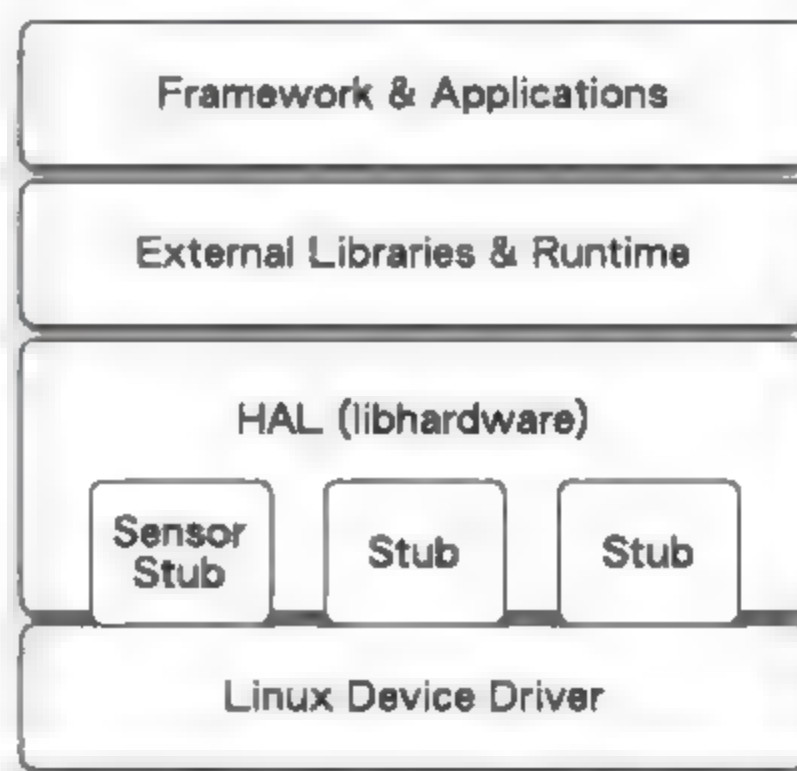 Framework & Applications
External Libraries & Runtime
HAL (libhardware)
Sensor
Stub
Stub
Stub
Linux Device Driver